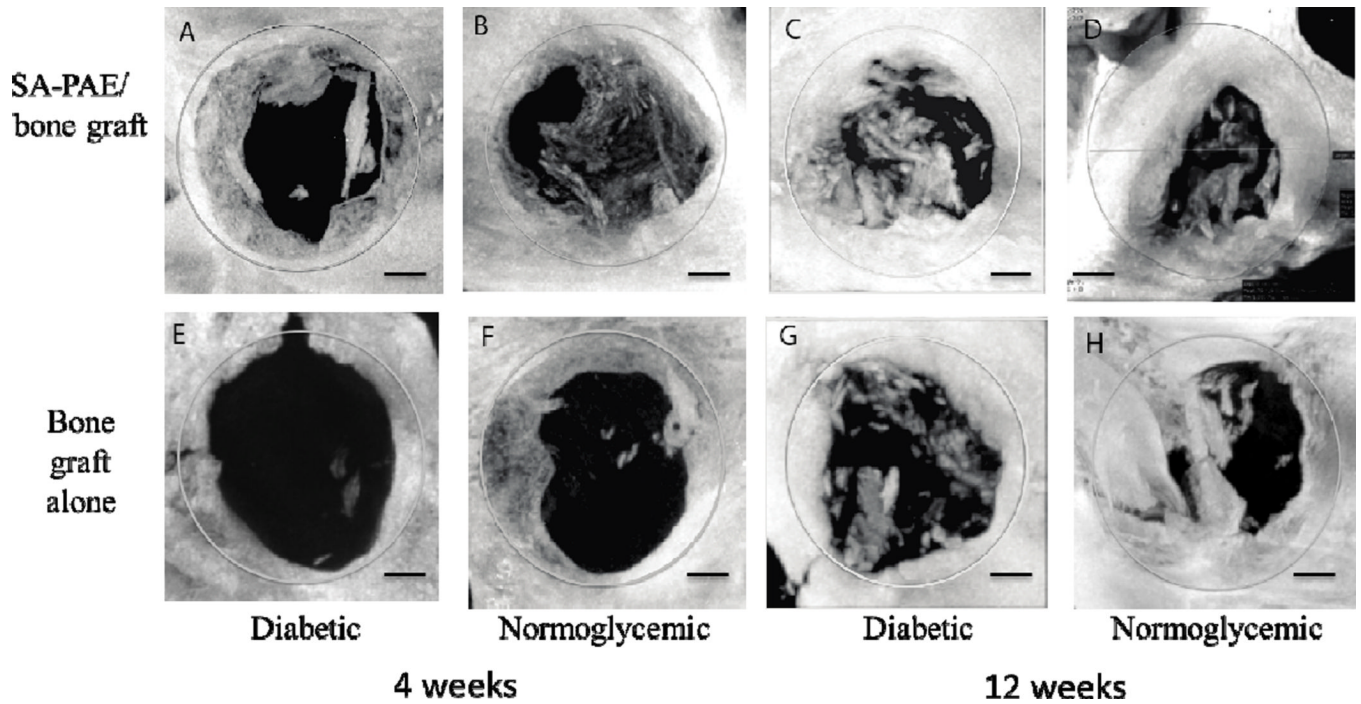 A
B
C
D
SA-PAE/
bone graft
E
F
G
H
Bone
graft
alone
Diabetic
Normoglycemic
Diabetic
Normoglycemic
4 weeks
12 weeks